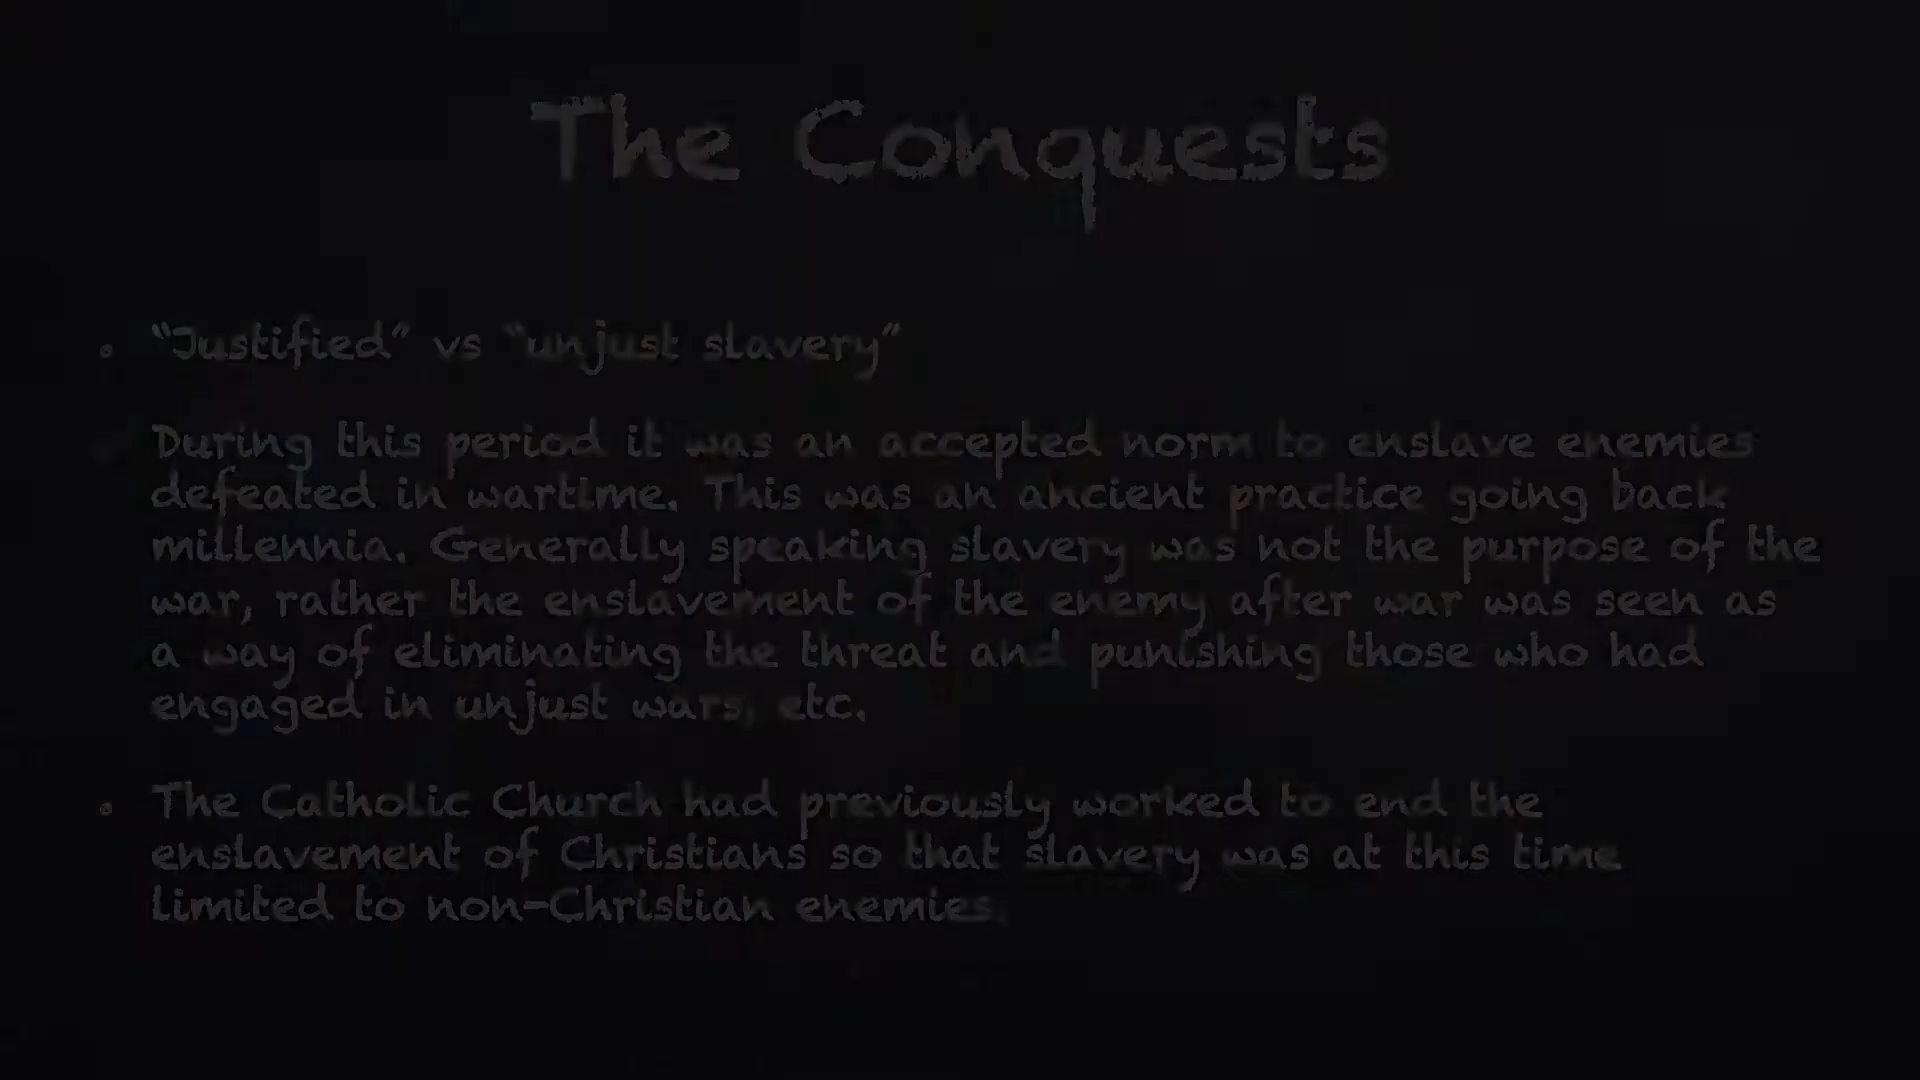 The Conquests
• "Justified" vs "unjust slavery"
During this period it was an accepted norm to enslave enemies
defeated in wartime. This was an ancient practice going back
millennia. Generally speaking slavery was not the purpose of the
war, rather the enslavement of the enemy after war was seen as
a way of eliminating the threat and punishing those who had
engaged in unjust wars, etc.
• The Catholic Church had previously worked to end the
enslavement of Christians so that slavery was at this time
limited to non-Christian enemies.